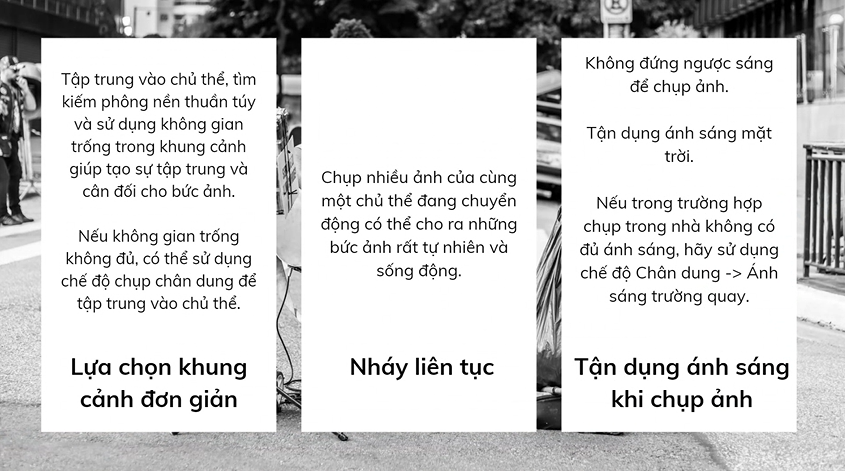 Tập trung vào chủ thể, tìm
kiếm phông nền thuần túy
và sử dụng không gian
trống trong khung cảnh
giúp tạo sự tập trung và
cân đối cho bức ảnh.
Nếu không gian trống
không đủ, có thể sử dụng
chế độ chụp chân dung để
tập trung vào chủ thể.
Lựa chọn khung
cảnh đơn giản
Chụp nhiều ảnh của cùng
một chủ thể đang chuyển
động có thể cho ra những
bức ảnh rất tự nhiên và
sống động.
Nháy liên tục
Không đứng ngược sáng
để chụp ảnh.
Tận dụng ánh sáng mặt
trời.
Nếu trong trường hợp
chụp trong nhà không có
đủ ánh sáng, hãy sử dụng
chế độ Chân dung -> Ánh
sáng trường quay.
Tận dụng ánh sáng
khi chụp ảnh